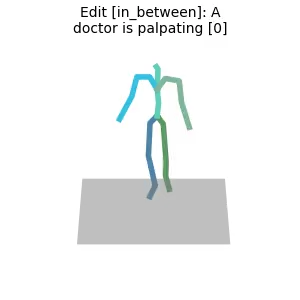 Edit [in_between]: A
doctor is palpating [0]